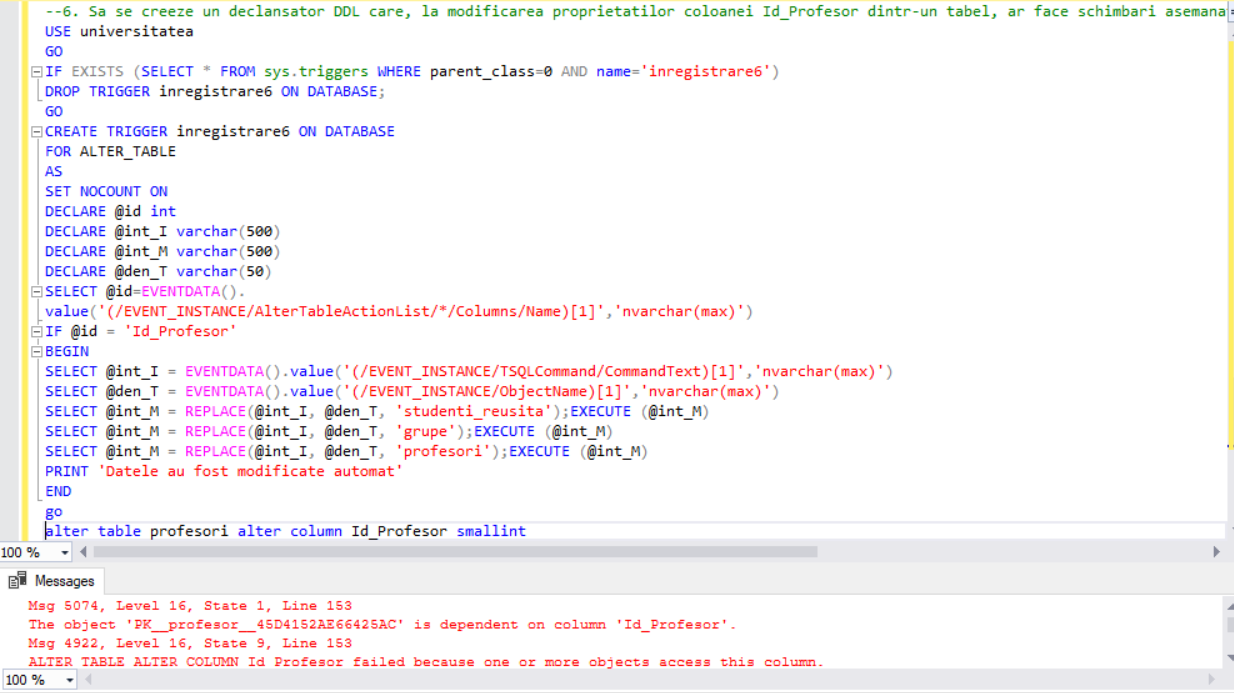 --6. Sa se creeze un declansator DDL care, la modificarea proprietatilor coloanei Id_Profesor dintr-un tabel, ar face schimbari asemana
USE universitatea
GO
IF EXISTS (SELECT * FROM sys.triggers WHERE parent_class=0 AND name='inregistrare6')
DROP TRIGGER inregistrare6 ON DATABASE;
GO
CREATE TRIGGER inregistrare6 ON DATABASE
FOR ALTER_TABLE
AS
SET NOCOUNT ON
DECLARE @id int
DECLARE @int_I varchar(500)
DECLARE @int_M varchar(500)
DECLARE @den_T varchar(50)
SELECT @id=EVENTDATA().
value('(/EVENT_INSTANCE/AlterTableActionList/*/Columns/Name)[1]','nvarchar(max)')
IF @id = 'Id_Profesor'
BEGIN
SELECT @int_I = EVENTDATA().value('(/EVENT_INSTANCE/TSQLCommand/CommandText)[1]','nvarchar(max)')
SELECT @den_T = EVENTDATA().value('(/EVENT_INSTANCE/ObjectName)[1]','nvarchar(max)')
SELECT @int_M = REPLACE(@int_I, @den_T, 'studenti_reusita');EXECUTE (@int_M)
SELECT @int_M = REPLACE(@int_I, @den_T, 'grupe');EXECUTE (@int_M)
SELECT @int_M = REPLACE(@int_I, @den_T, 'profesori');EXECUTE (@int_M)
PRINT 'Datele au fost modificate automat'
END
go
alter table profesori alter column Id_Profesor smallint
100 %
Messages
Msg 5074, Level 16, State 1, Line 153
The object 'PK__profesor__45D4152AE66425AC' is dependent on column 'Id_Profesor'.
Msg 4922, Level 16, State 9, Line 153
ALTER TABLE ALTER COLUMN Id_Profesor failed because one or more objects access this column.
100 %